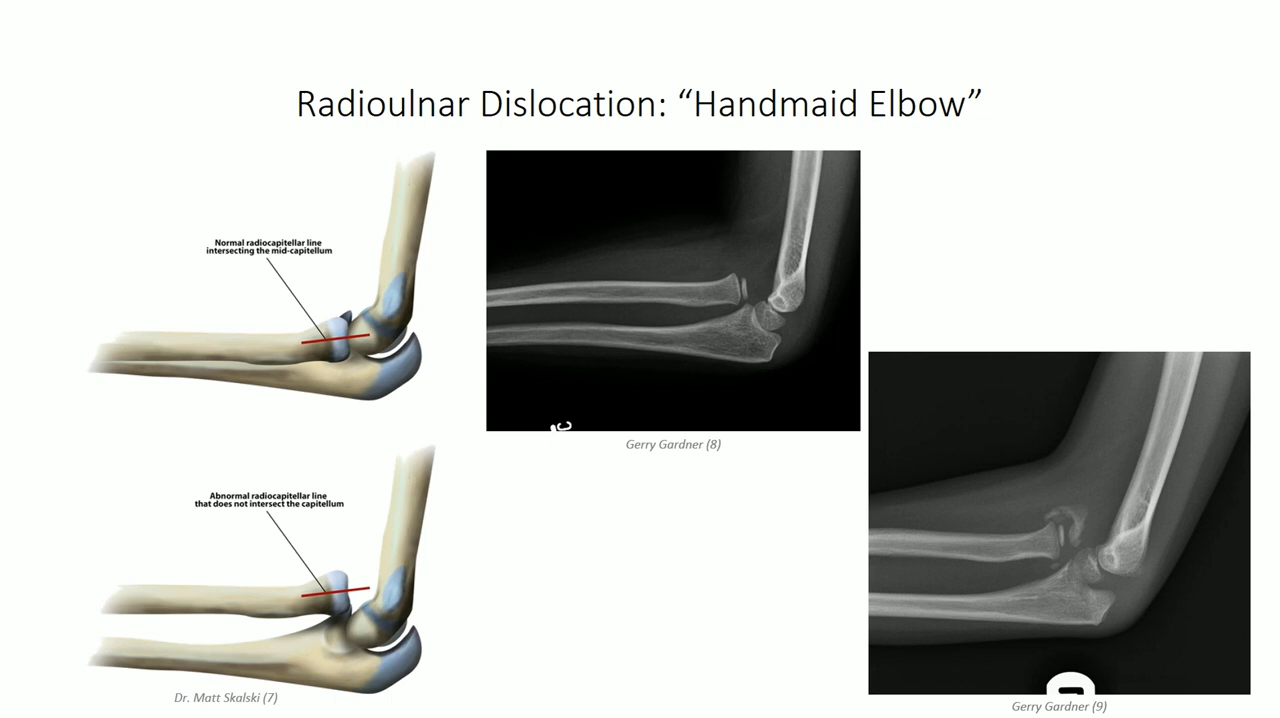 Radioulnar Dislocation: “Handmaid Elbow”
Normal radiocapitellar line
intersecting the mid-capitellum
Gerry Gardner (8)
Abnormal radiocapitellar line
that does not intersect the capitellum
Dr. Matt Skalski (7)
Gerry Gardner (9)